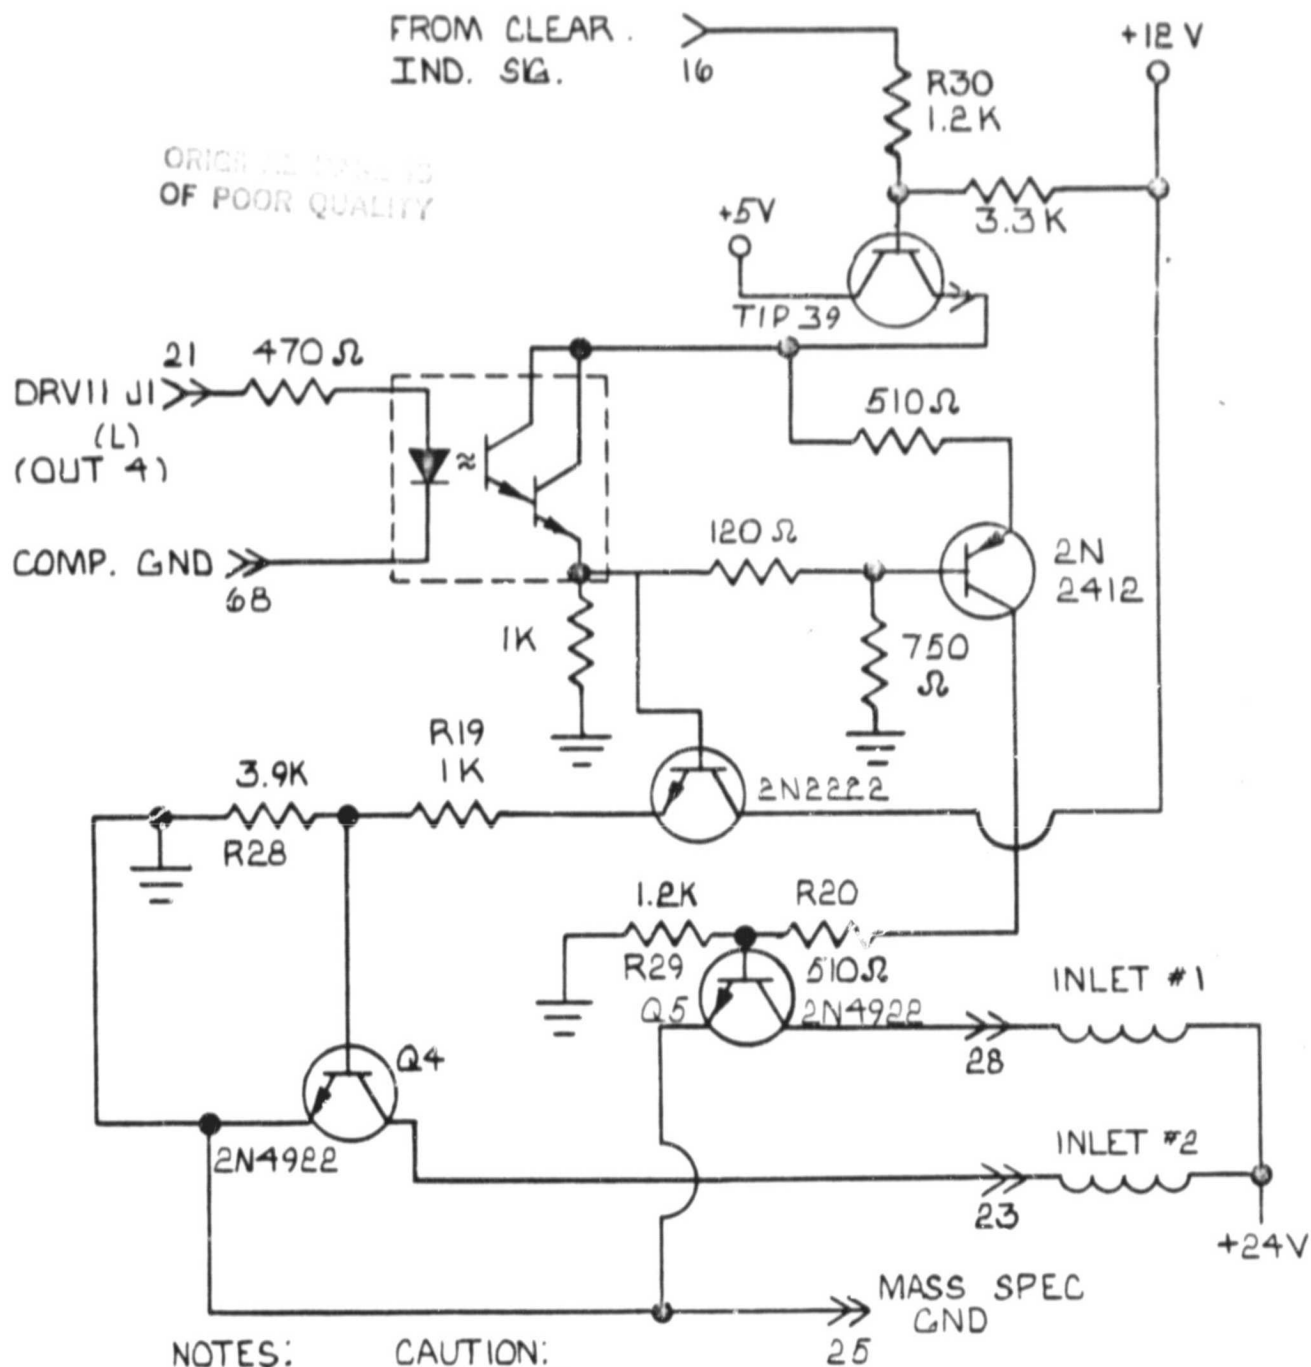 FROM CLEAR.
IND. SIG.
16
+12 V
R30
1.2K
OF POOR QUALITY
+5V
3.3K
TIP 39
21
470Ω
DRV11 J1
(L)
(OUT 4)
510Ω
≈
120Ω
2N
2412
COMP. GND
68
1K
750
Ω
R19
1K
3.9K
2N2222
R28
1.2K
R20
R29
510Ω
INLET #1
Q5
2N4922
28
Q4
2N4922
INLET #2
23
+24V
MASS SPEC
GND
25
NOTES:
CAUTION: